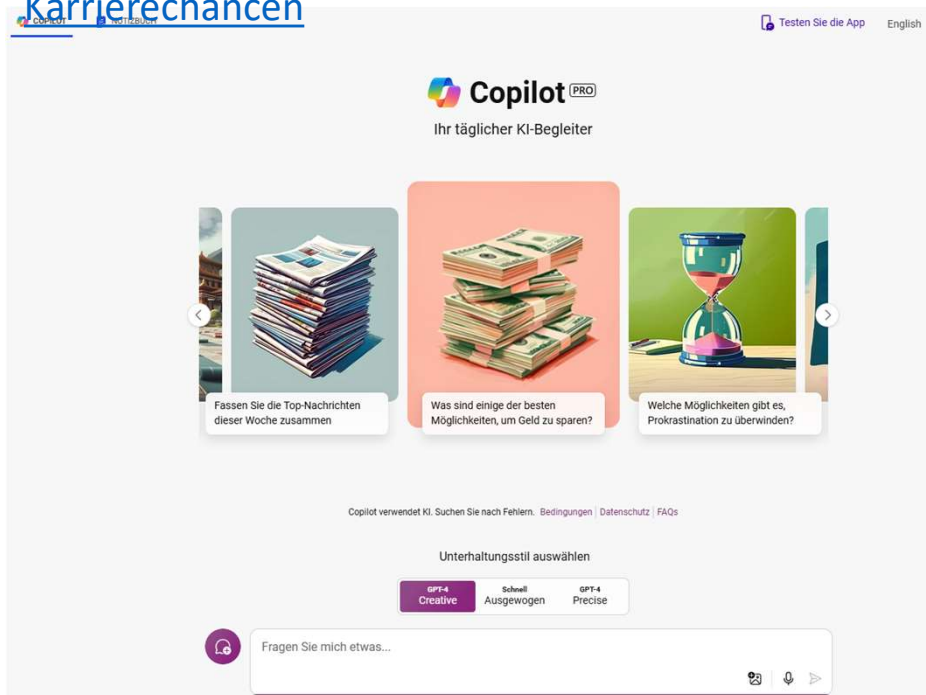 Karrierechancen
COPILOT NOTIZBUCH
Testen Sie die App English
Copilot PRO
Ihr täglicher KI-Begleiter
Fassen Sie die Top-Nachrichten
dieser Woche zusammen
Was sind einige der besten
Möglichkeiten, um Geld zu sparen?
Welche Möglichkeiten gibt es,
Prokrastination zu überwinden?
Copilot verwendet KI. Suchen Sie nach Fehlern. Bedingungen Datenschutz FAQs
Unterhaltungsstil auswählen
GPT-4
Creative
Schnell
Ausgewogen
GPT-4
Precise
Fragen Sie mich etwas...